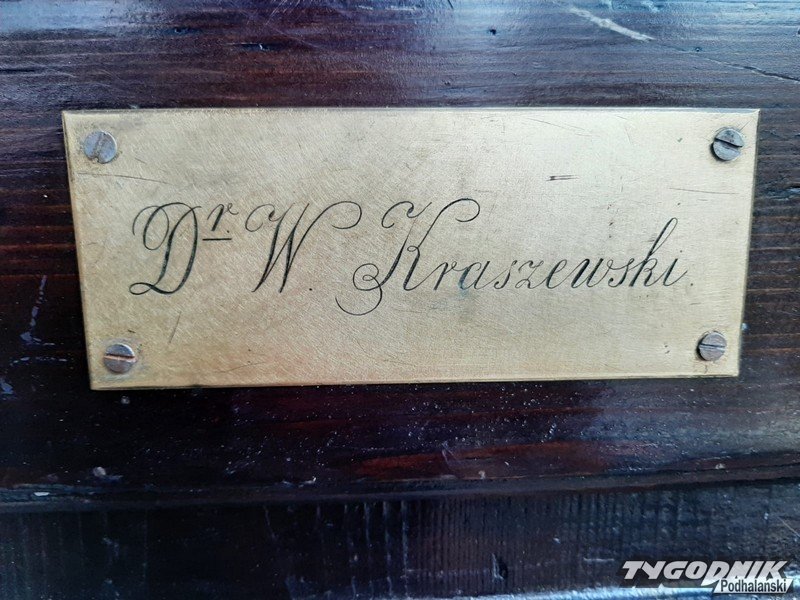 Dr. W. Kraszewski.
TYGODNIK
Podhalański